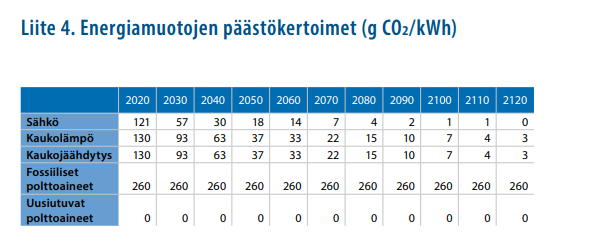 Liite 4. Energiamuotojen päästökertoimet (g CO₂/kWh)
2020 2030 2040 2050 2060 2070 2080 2090 2100 2110 2120
Sähkö 121 57 30 18 14 7 4 2 1 1 0
Kaukolämpö 130 93 63 37 33 22 15 10 7 4 3
Kaukojäähdytys 130 93 63 37 33 22 15 10 7 4 3
Fossiiliset
polttoaineet 260 260 260 260 260 260 260 260 260 260 260
Uusiutuvat
polttoaineet 0 0 0 0 0 0 0 0 0 0 0